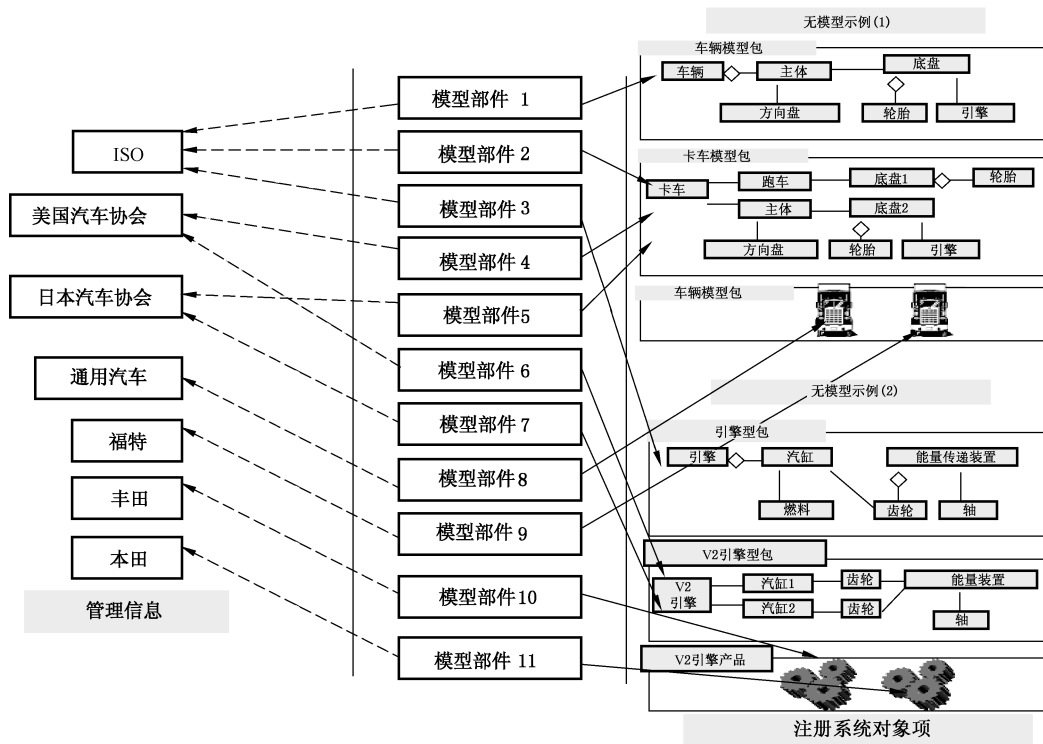 ISO
美国汽车协会
日本汽车协会
通用汽车
福特
丰田
本田
管理信息
模型部件 1
模型部件 2
模型部件 3
模型部件 4
模型部件5
模型部件 6
模型部件 7
模型部件 8
模型部件 9
模型部件10
模型部件 11
无模型示例(1)
车辆模型包
车辆
主体
底盘
方向盘
轮胎
引擎
卡车模型包
卡车
跑车
底盘1
轮胎
主体
底盘2
方向盘
轮胎
引擎
车辆模型包
无模型示例(2)
引擎型包
引擎
汽缸
能量传递装置
燃料
齿轮
轴
V2引擎型包
V2
引擎
汽缸1
齿轮
能量装置
汽缸2
齿轮
轴
V2引擎产品
注册系统对象项